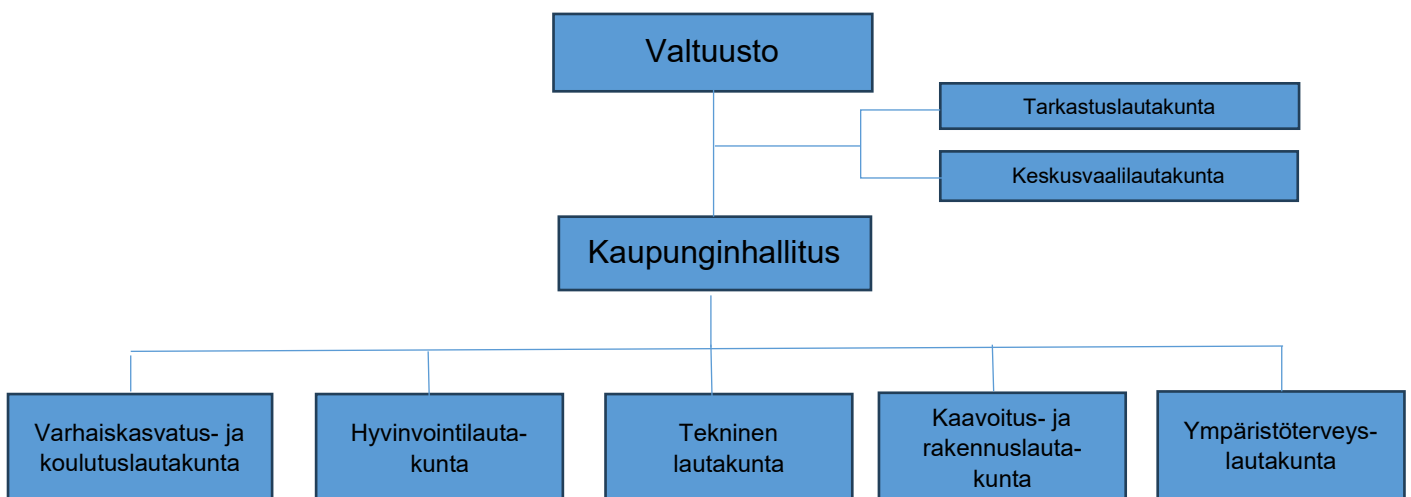 Valtuusto
Tarkastuslautakunta
Keskusvaalilautakunta
Kaupunginhallitus
Varhaiskasvatus- ja
koulutuslautakunta
Hyvinvointilauta-
kunta
Tekninen
lautakunta
Kaavoitus- ja
rakennuslauta-
kunta
Ympäristöterveys-
lautakunta